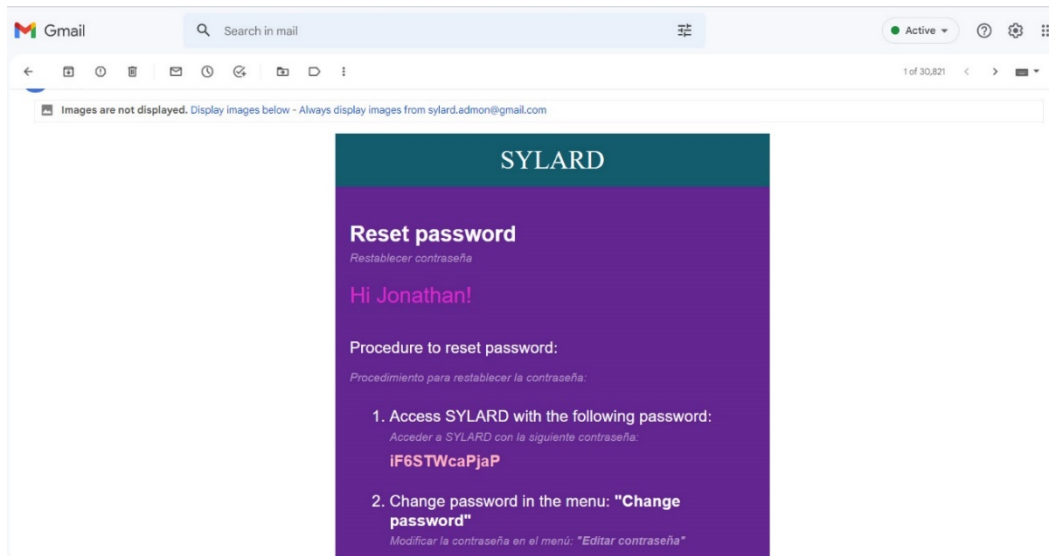 Gmail
Search in mail
Active
1 of 30,821
Images are not displayed. Display images below - Always display images from sylard.admon@gmail.com
SYLARD
Reset password
Restablecer contraseña
Hi Jonathan!
Procedure to reset password:
Procedimiento para restablecer la contraseña:
1. Access SYLARD with the following password:
Acceder a SYLARD con la siguiente contraseña:
iF6STWcaPjaP
2. Change password in the menu: "Change
password"
Modificar la contraseña en el menú: "Editar contraseña"